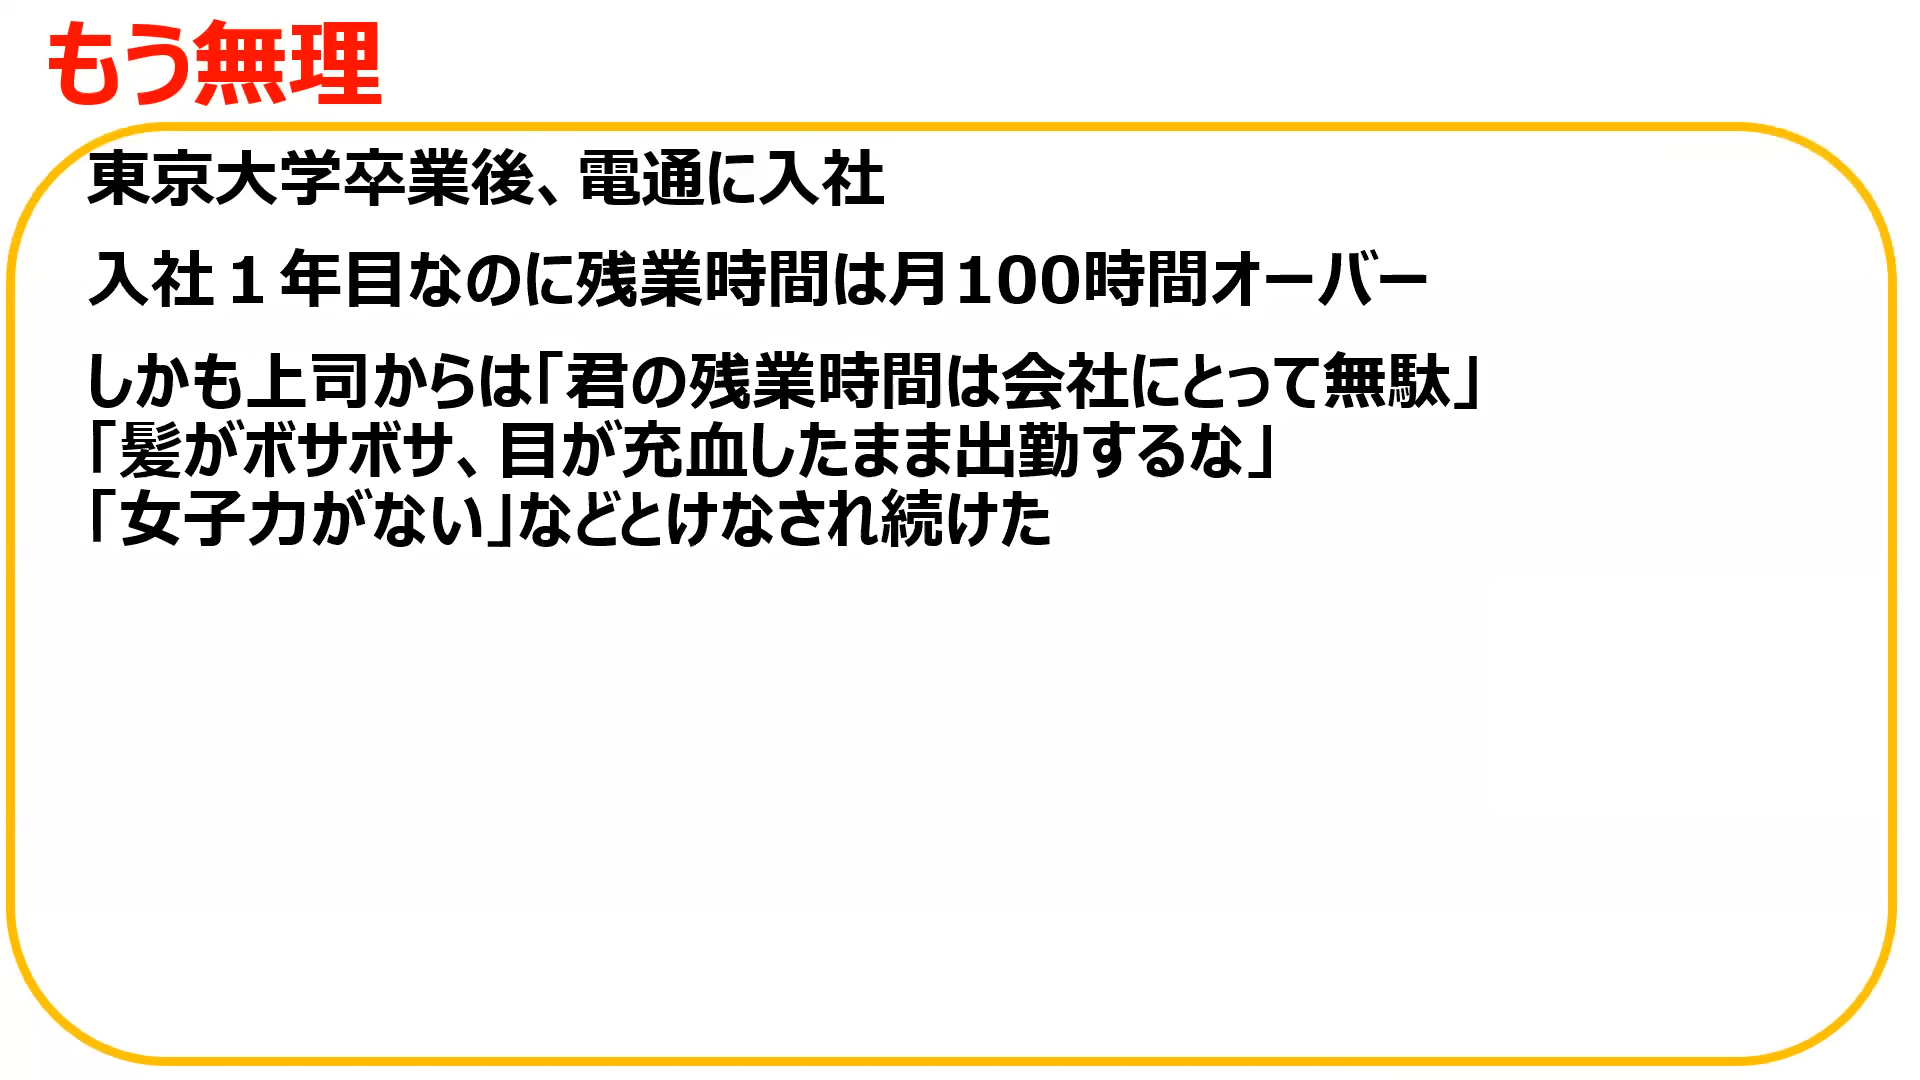 もう無理
東京大学卒業後、電通に入社
入社１年目なのに残業時間は月100時間オーバー
しかも上司からは「君の残業時間は会社にとって無駄」
「髪がボサボサ、目が充血したまま出勤するな」
「女子力がない」などとけなされ続けた